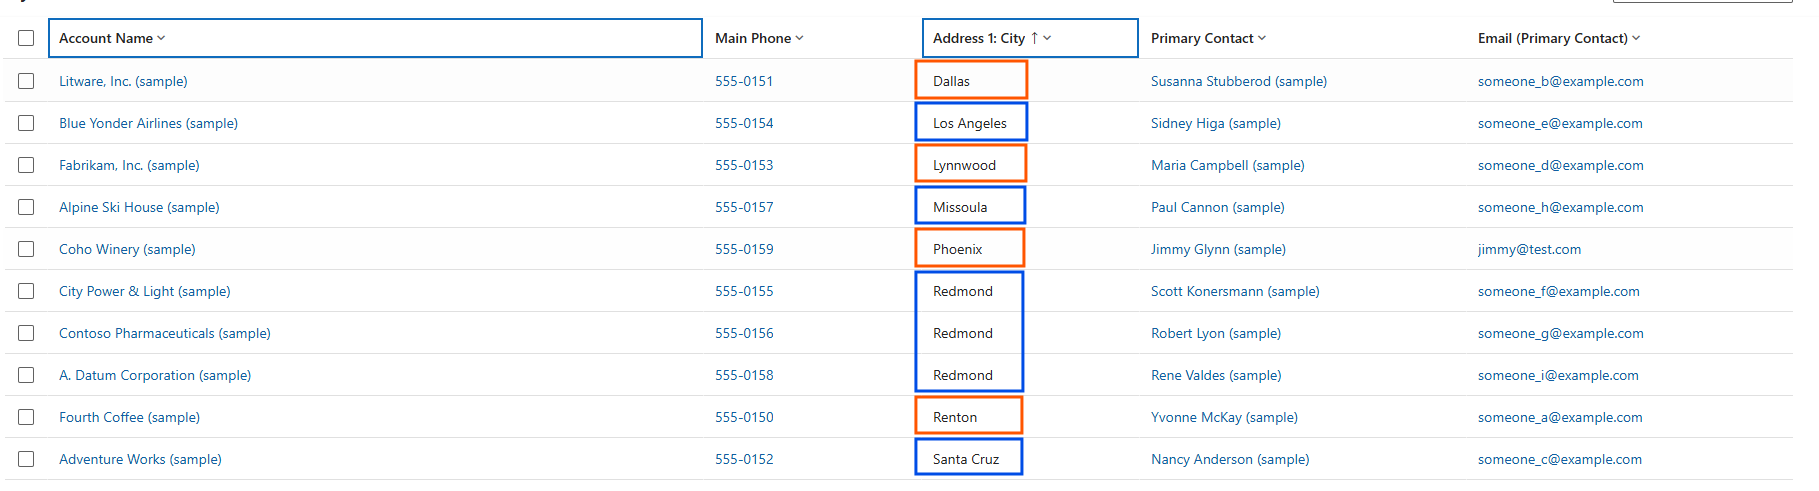 Account Name Main Phone Address 1: City ↑ Primary Contact Email (Primary Contact)
Litware, Inc. (sample) 555-0151 Dallas Susanna Stubberod (sample) someone_b@example.com
Blue Yonder Airlines (sample) 555-0154 Los Angeles Sidney Higa (sample) someone_e@example.com
Fabrikam, Inc. (sample) 555-0153 Lynnwood Maria Campbell (sample) someone_d@example.com
Alpine Ski House (sample) 555-0157 Missoula Paul Cannon (sample) someone_h@example.com
Coho Winery (sample) 555-0159 Phoenix Jimmy Glynn (sample) jimmy@test.com
City Power & Light (sample) 555-0155 Redmond Scott Konersmann (sample) someone_f@example.com
Contoso Pharmaceuticals (sample) 555-0156 Redmond Robert Lyon (sample) someone_g@example.com
A. Datum Corporation (sample) 555-0158 Redmond Rene Valdes (sample) someone_i@example.com
Fourth Coffee (sample) 555-0150 Renton Yvonne McKay (sample) someone_a@example.com
Adventure Works (sample) 555-0152 Santa Cruz Nancy Anderson (sample) someone_c@example.com